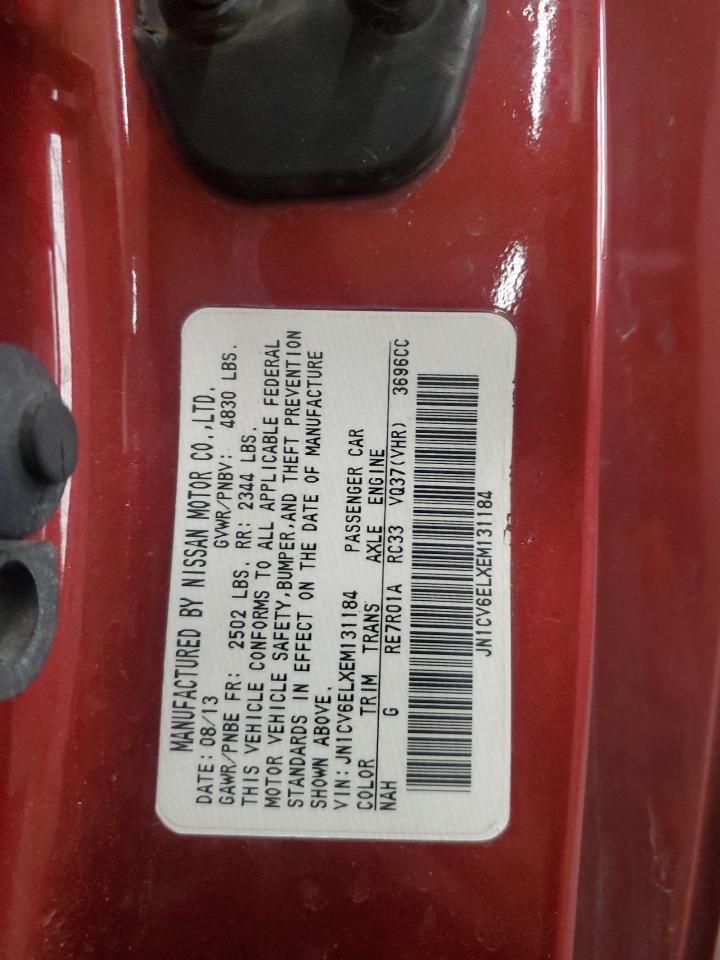 MANUFACTURED BY NISSAN MOTOR CO.,LTD.
DATE: 08/13 GVWR/PNBV: 4830 LBS.
GAWR/PNBE FR: 2502 LBS. RR: 2344 LBS.
THIS VEHICLE CONFORMS TO ALL APPLICABLE FEDERAL
MOTOR VEHICLE SAFETY,BUMPER,AND THEFT PREVENTION
STANDARDS IN EFFECT ON THE DATE OF MANUFACTURE
SHOWN ABOVE.
VIN: JN1CV6ELXEM131184 PASSENGER CAR
COLOR TRIM TRANS AXLE ENGINE
NAH G RE7R01A RC33 VQ37(VHR) 3696CC
JN1CV6ELXEM131184